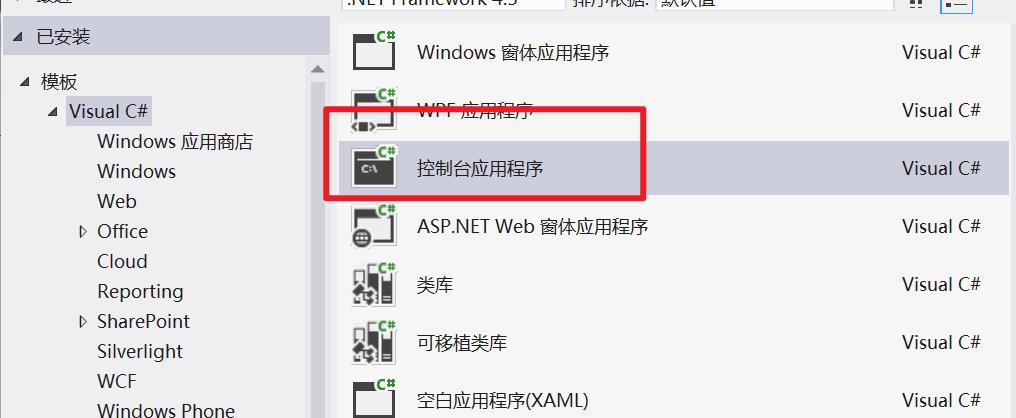 .NET Framework 4.5
排序依据: 默认值
已安装
模板
Visual C#
Windows 应用商店
Windows
Web
Office
Cloud
Reporting
SharePoint
Silverlight
WCF
Windows Phone
C# Windows 窗体应用程序 Visual C#
C# WPF 应用程序
C# C:\ 控制台应用程序 Visual C#
C# ASP.NET Web 窗体应用程序 Visual C#
C# 类库 Visual C#
C# 可移植类库 Visual C#
C# 空白应用程序(XAML) Visual C#